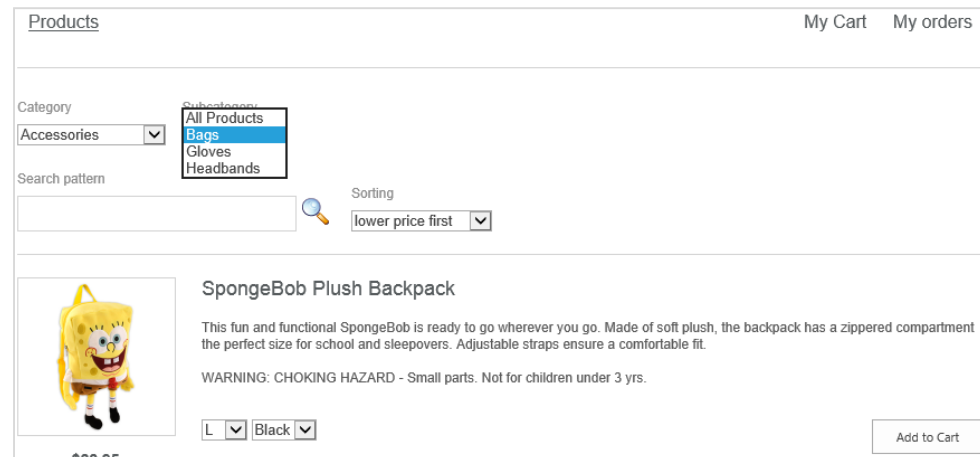 Products My Cart My orders
Category Subcategory
Accessories
All Products
Bags
Gloves
Headbands
Search pattern
Sorting
lower price first
SpongeBob Plush Backpack
This fun and functional SpongeBob is ready to go wherever you go. Made of soft plush, the backpack has a zippered compartment
the perfect size for school and sleepovers. Adjustable straps ensure a comfortable fit.
WARNING: CHOKING HAZARD - Small parts. Not for children under 3 yrs.
L Black Add to Cart